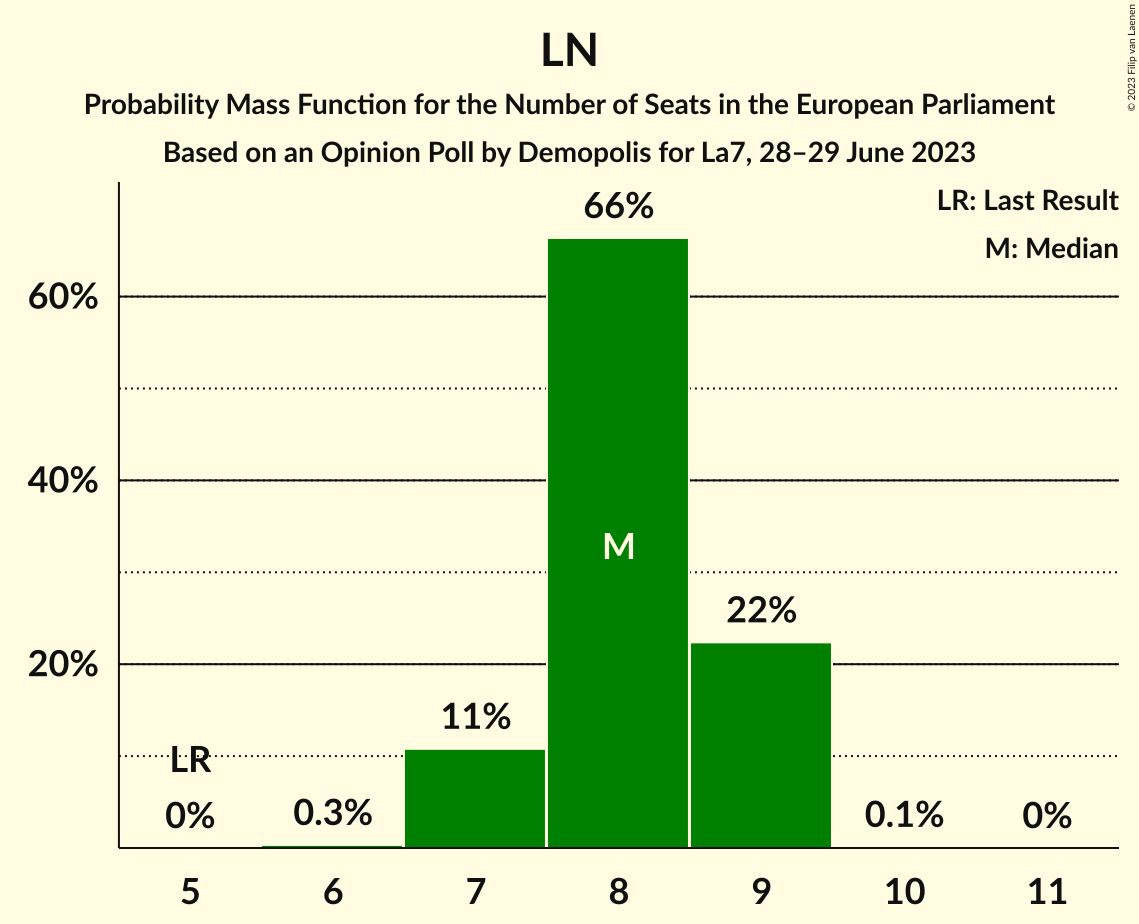 LN
Probability Mass Function for the Number of Seats in the European Parliament
Based on an Opinion Poll by Demopolis for La7, 28–29 June 2023
© 2023 Filip van Laenen
LR: Last Result
M: Median
66%
60%
40%
M
22%
20%
11%
LR
0%
0.3%
0.1%
0%
5 6 7 8 9 10 11